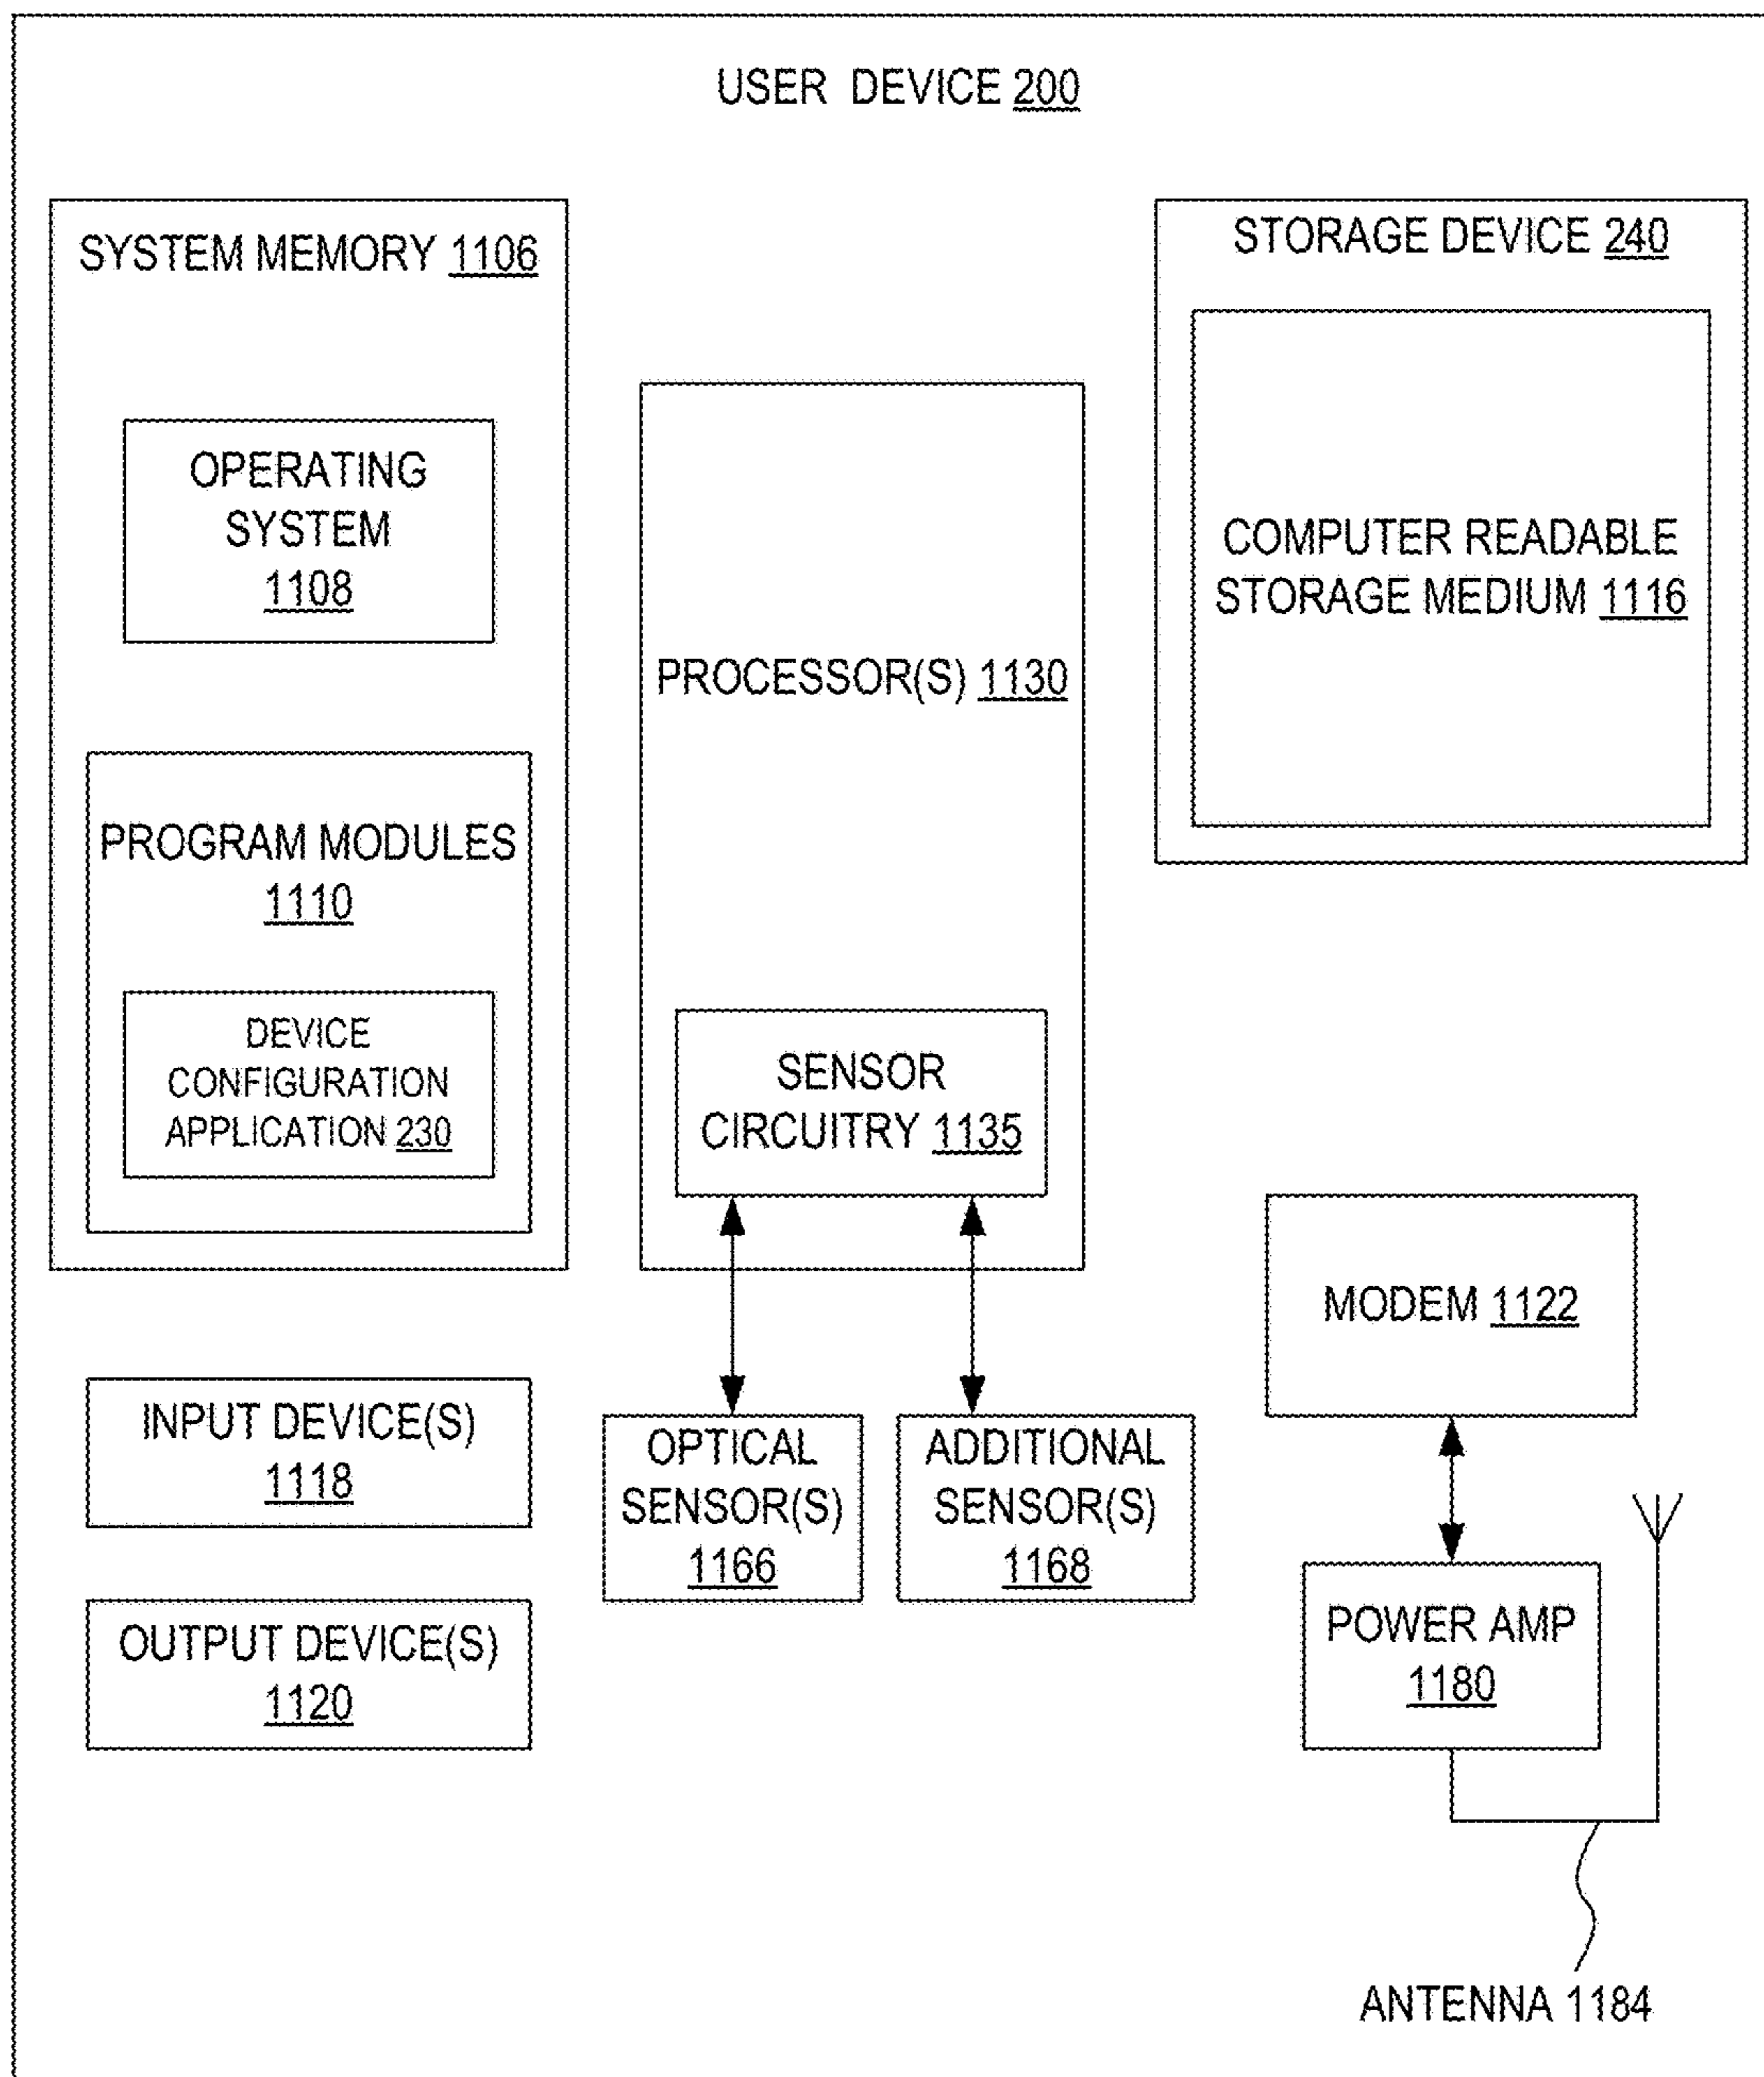 USER DEVICE 200
SYSTEM MEMORY 1106
OPERATING
SYSTEM
1108
PROGRAM MODULES
1110
DEVICE
CONFIGURATION
APPLICATION 230
INPUT DEVICE(S)
1118
OUTPUT DEVICE(S)
1120
PROCESSOR(S) 1130
SENSOR
CIRCUITRY 1135
OPTICAL
SENSOR(S)
1166
ADDITIONAL
SENSOR(S)
1168
STORAGE DEVICE 240
COMPUTER READABLE
STORAGE MEDIUM 1116
MODEM 1122
POWER AMP
1180
ANTENNA 1184